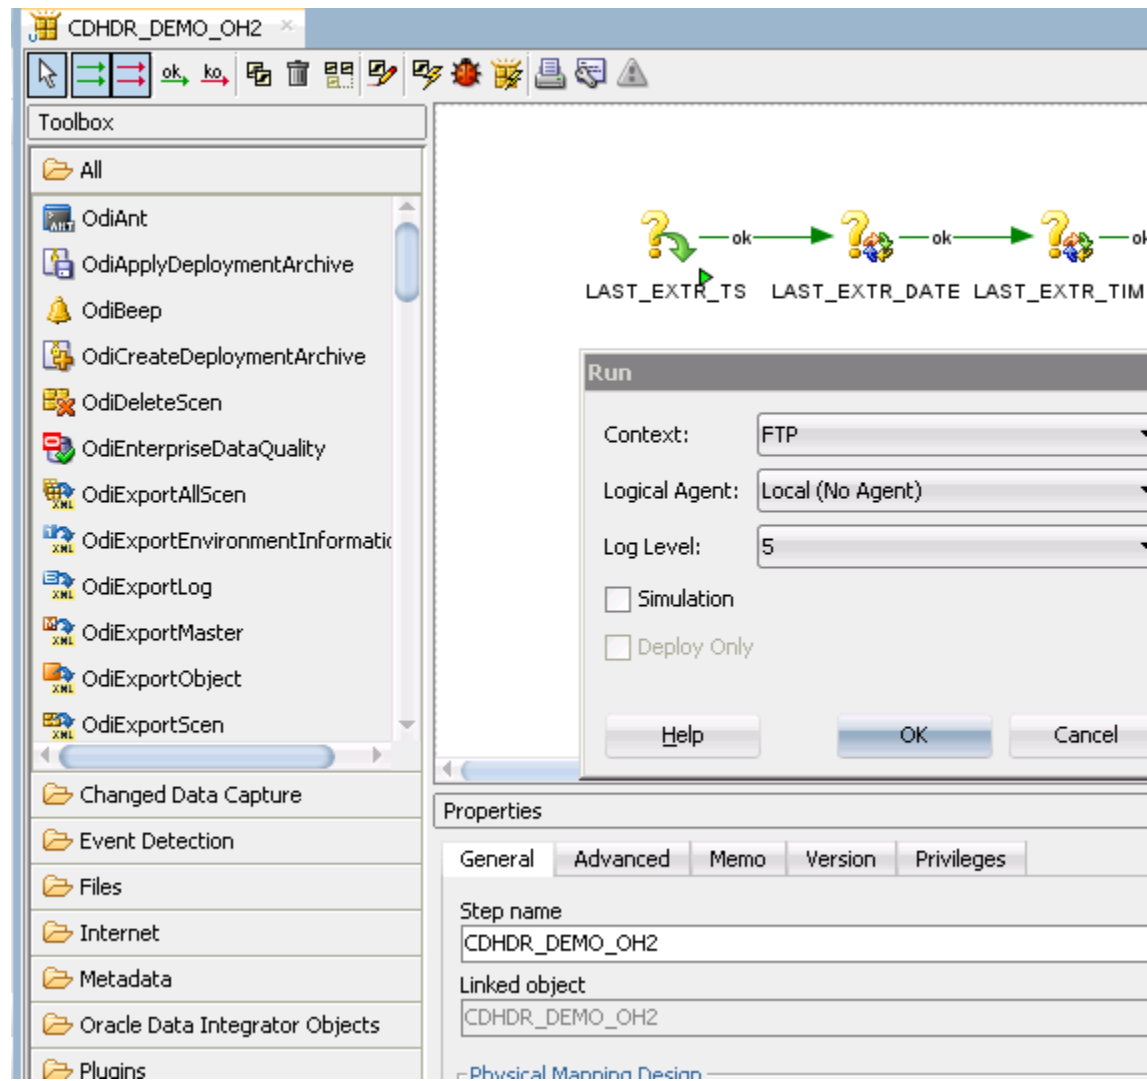 CDHDR_DEMO_OH2
ok
ko
Toolbox
All
OdiAnt
OdiApplyDeploymentArchive
OdiBeep
OdiCreateDeploymentArchive
OdiDeleteScen
OdiEnterpriseDataQuality
OdiExportAllScen
OdiExportEnvironmentInformatic
OdiExportLog
OdiExportMaster
OdiExportObject
OdiExportScen
Changed Data Capture
Event Detection
Files
Internet
Metadata
Oracle Data Integrator Objects
Plugins
ok ok ok
LAST_EXTR_TS LAST_EXTR_DATE LAST_EXTR_TIM
Run
Context: FTP
Logical Agent: Local (No Agent)
Log Level: 5
Simulation
Deploy Only
Help OK Cancel
Properties
General Advanced Memo Version Privileges
Step name
CDHDR_DEMO_OH2
Linked object
CDHDR_DEMO_OH2
Physical Mapping Design